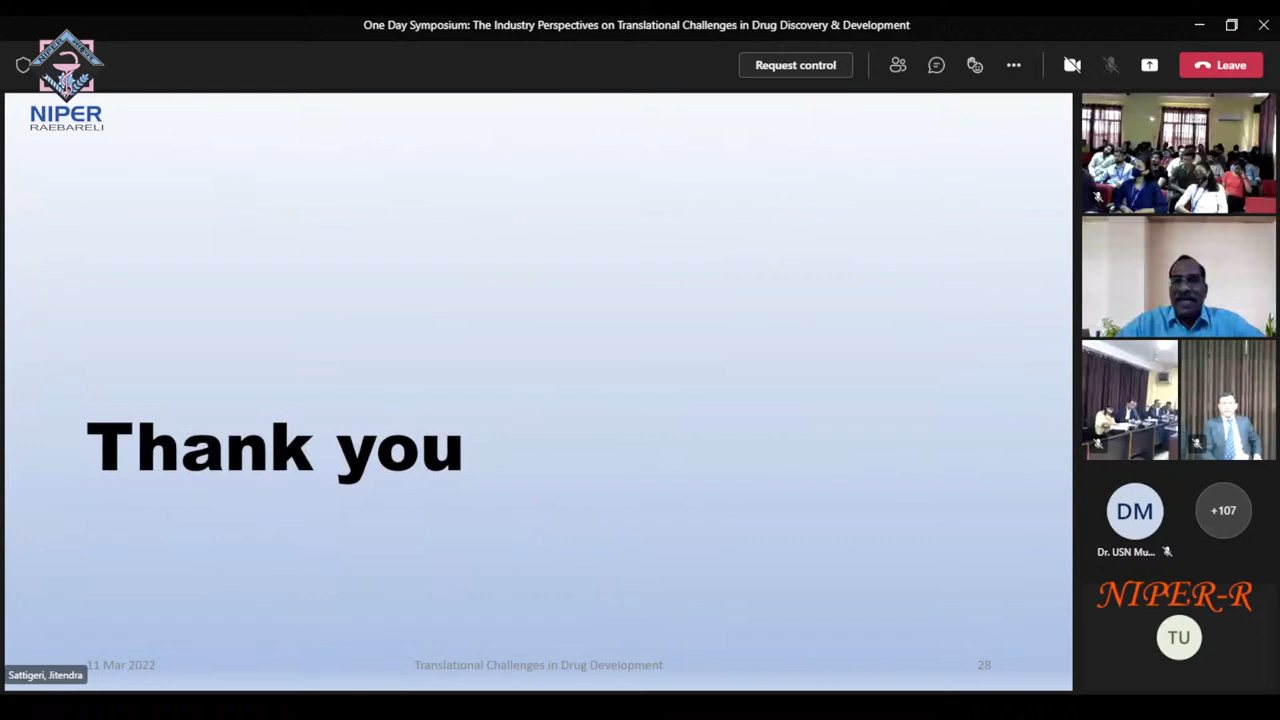 One Day Symposium: The Industry Perspectives on Translational Challenges in Drug Discovery & Development
NIPER
RAEBARELI
Request control
Leave
Thank you
11 Mar 2022
Translational Challenges in Drug Development
28
Sattigeri, Jitendra
DM
+107
Dr. USN Mu...
NIPER-R
TU